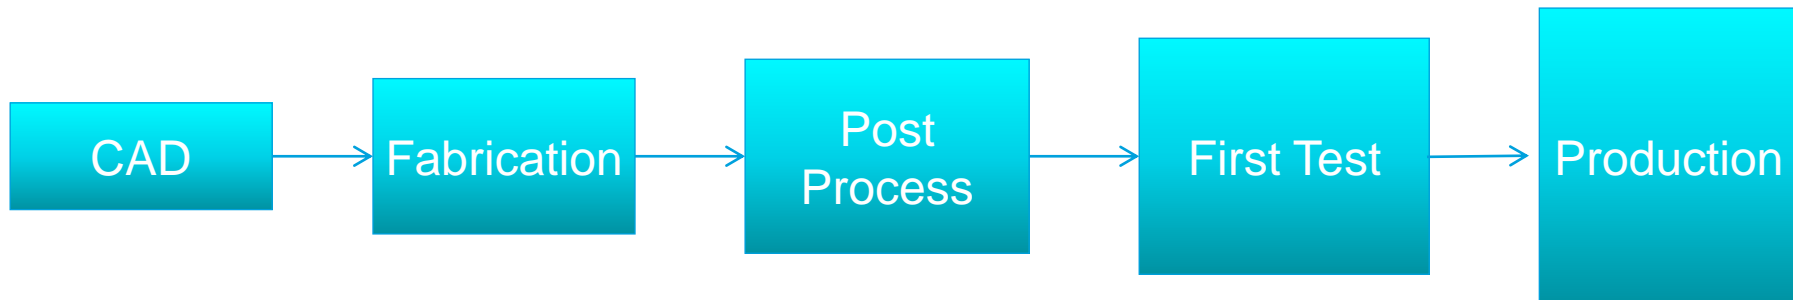 CAD
Fabrication
Post
Process
First Test
Production